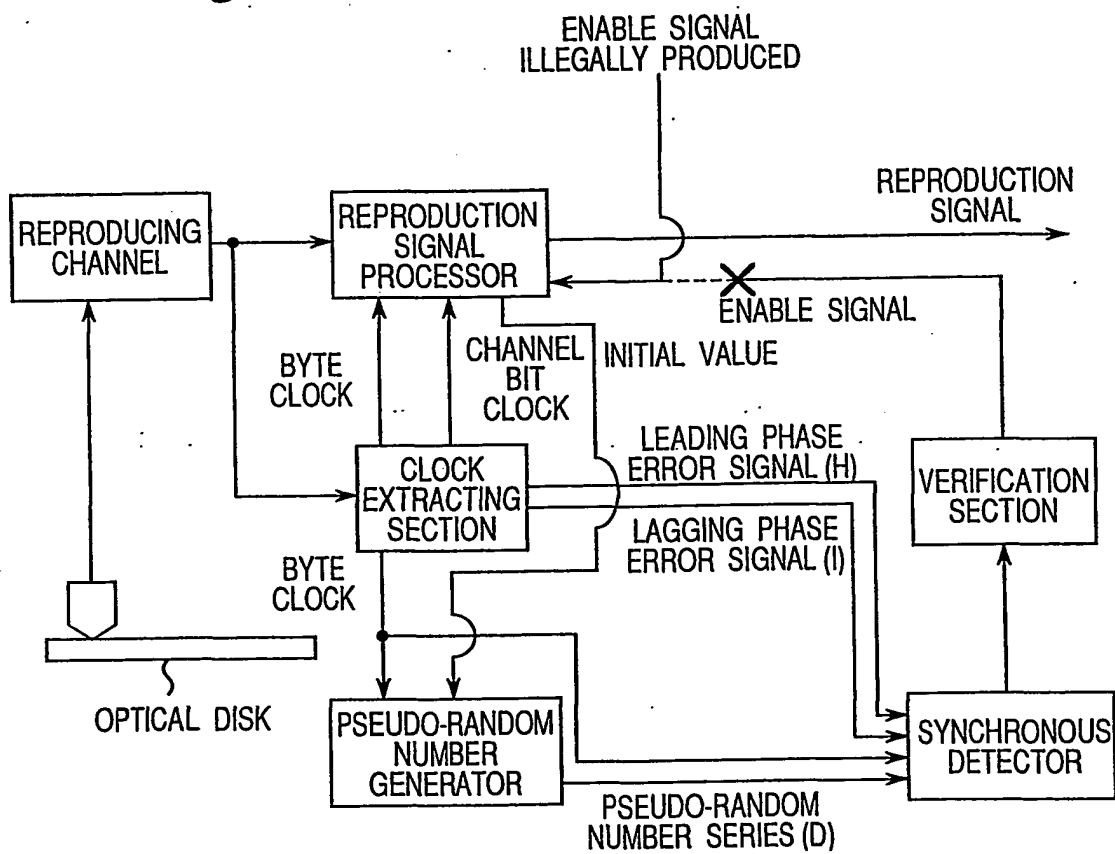 ENABLE SIGNAL
ILLEGALLY PRODUCED
REPRODUCING
CHANNEL
REPRODUCTION
SIGNAL
PROCESSOR
REPRODUCTION
SIGNAL
ENABLE SIGNAL
BYTE
CLOCK
CHANNEL
BIT
CLOCK
INITIAL VALUE
CLOCK
EXTRACTING
SECTION
LEADING PHASE
ERROR SIGNAL (H)
LAGGING PHASE
ERROR SIGNAL (I)
VERIFICATION
SECTION
BYTE
CLOCK
OPTICAL DISK
PSEUDO-RANDOM
NUMBER
GENERATOR
SYNCHRONOUS
DETECTOR
PSEUDO-RANDOM
NUMBER SERIES (D)